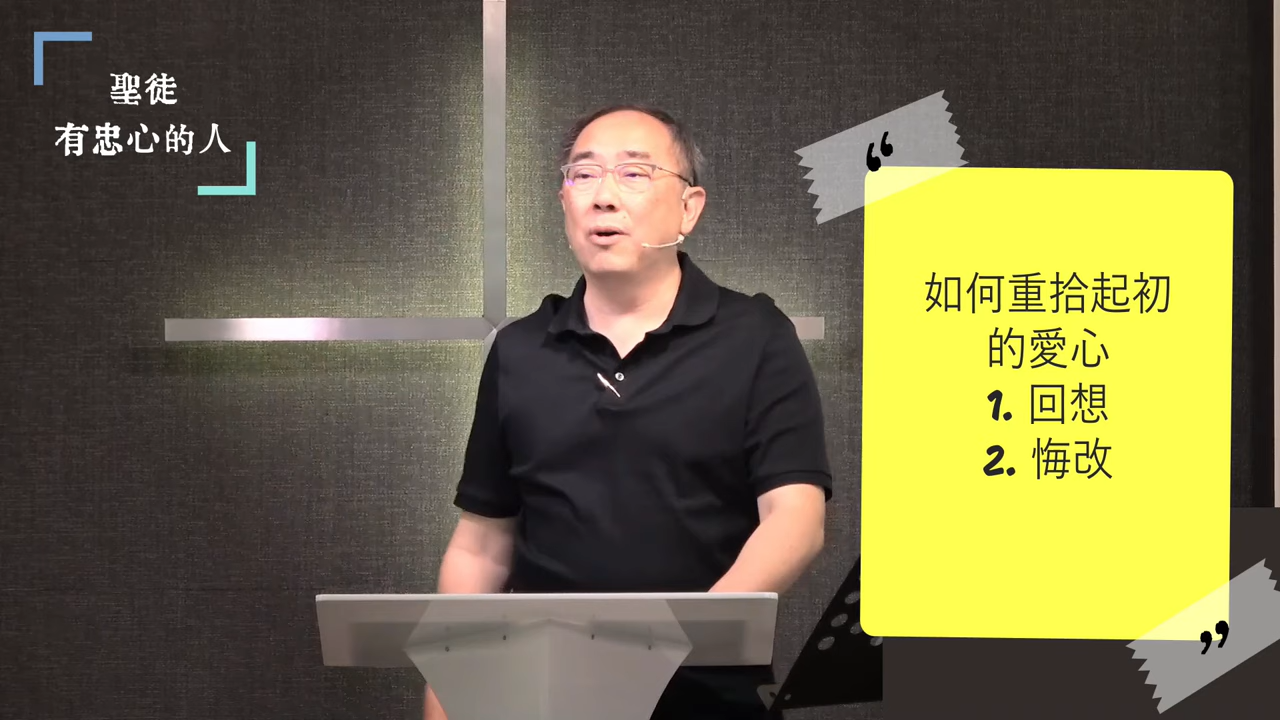 聖徒
有忠心的人
“
如何重拾起初
的愛心
1. 回想
2. 悔改
”